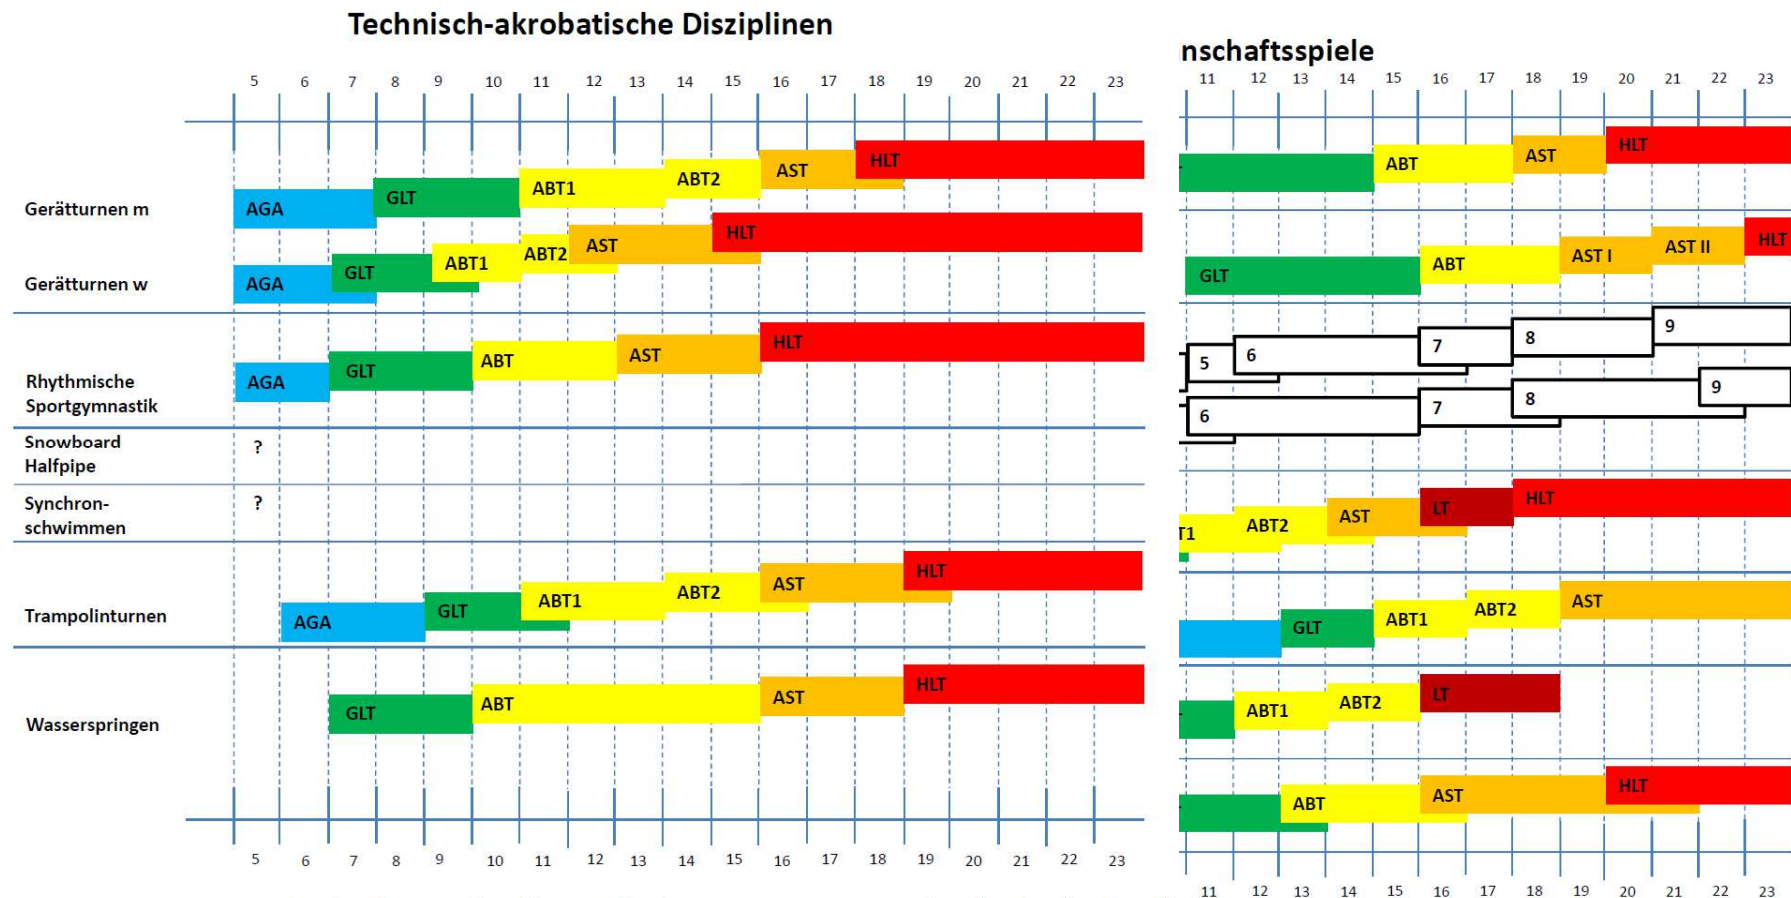 Technisch-akrobatische Disziplinen
5 6 7 8 9 10 11 12 13 14 15 16 17 18 19 20 21 22 23
Gerätturnen m
AGA GLT ABT1 ABT2 AST HLT
Gerätturnen w
AGA GLT ABT1 ABT2 AST HLT
Rhythmische
Sportgymnastik
AGA GLT ABT AST HLT
Snowboard
Halfpipe
?
Synchron-
schwimmen
?
Trampolinturnen
AGA GLT ABT1 ABT2 AST HLT
Wasserspringen
GLT ABT AST HLT
5 6 7 8 9 10 11 12 13 14 15 16 17 18 19 20 21 22 23
nschaftsspiele
11 12 13 14 15 16 17 18 19 20 21 22 23
ABT AST HLT
GLT ABT AST I AST II HLT
5 6 7 8 9
6 7 8 9
T1 ABT2 AST LT HLT
GLT ABT1 ABT2 AST
ABT1 ABT2 LT
ABT AST HLT
11 12 13 14 15 16 17 18 19 20 21 22 23